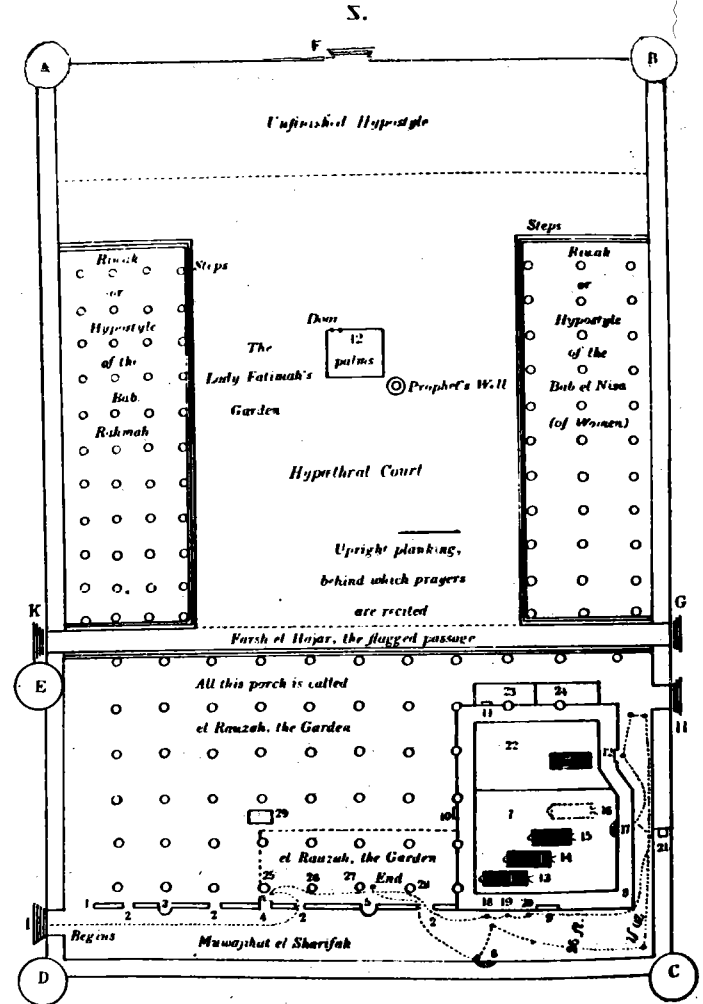 S.
F
A
B
Unfinished Hypostyle
Steps
Riwak
or
Hypostyle
of the
Bab
Rahmah
Steps
Riwak
or
Hypostyle
of the
Bab el Nisa
(of Women)
Dom
12
palms
The
Lady Fatimah's
Garden
Prophet's Well
Hypæthral Court
Upright planking,
behind which prayers
are recited
K
G
Farsh el Hajar, the flagged passage
E
All this porch is called
el Rauzah, the Garden
H
23
24
11
22
12
10
7
16
17
15
14
13
21
29
el Rauzah, the Garden
25
26
27
End
28
1
2
3
2
4
2
5
2
18
19
20
9
8
I
Begins
Muwajihat el Sharifah
6
D
C